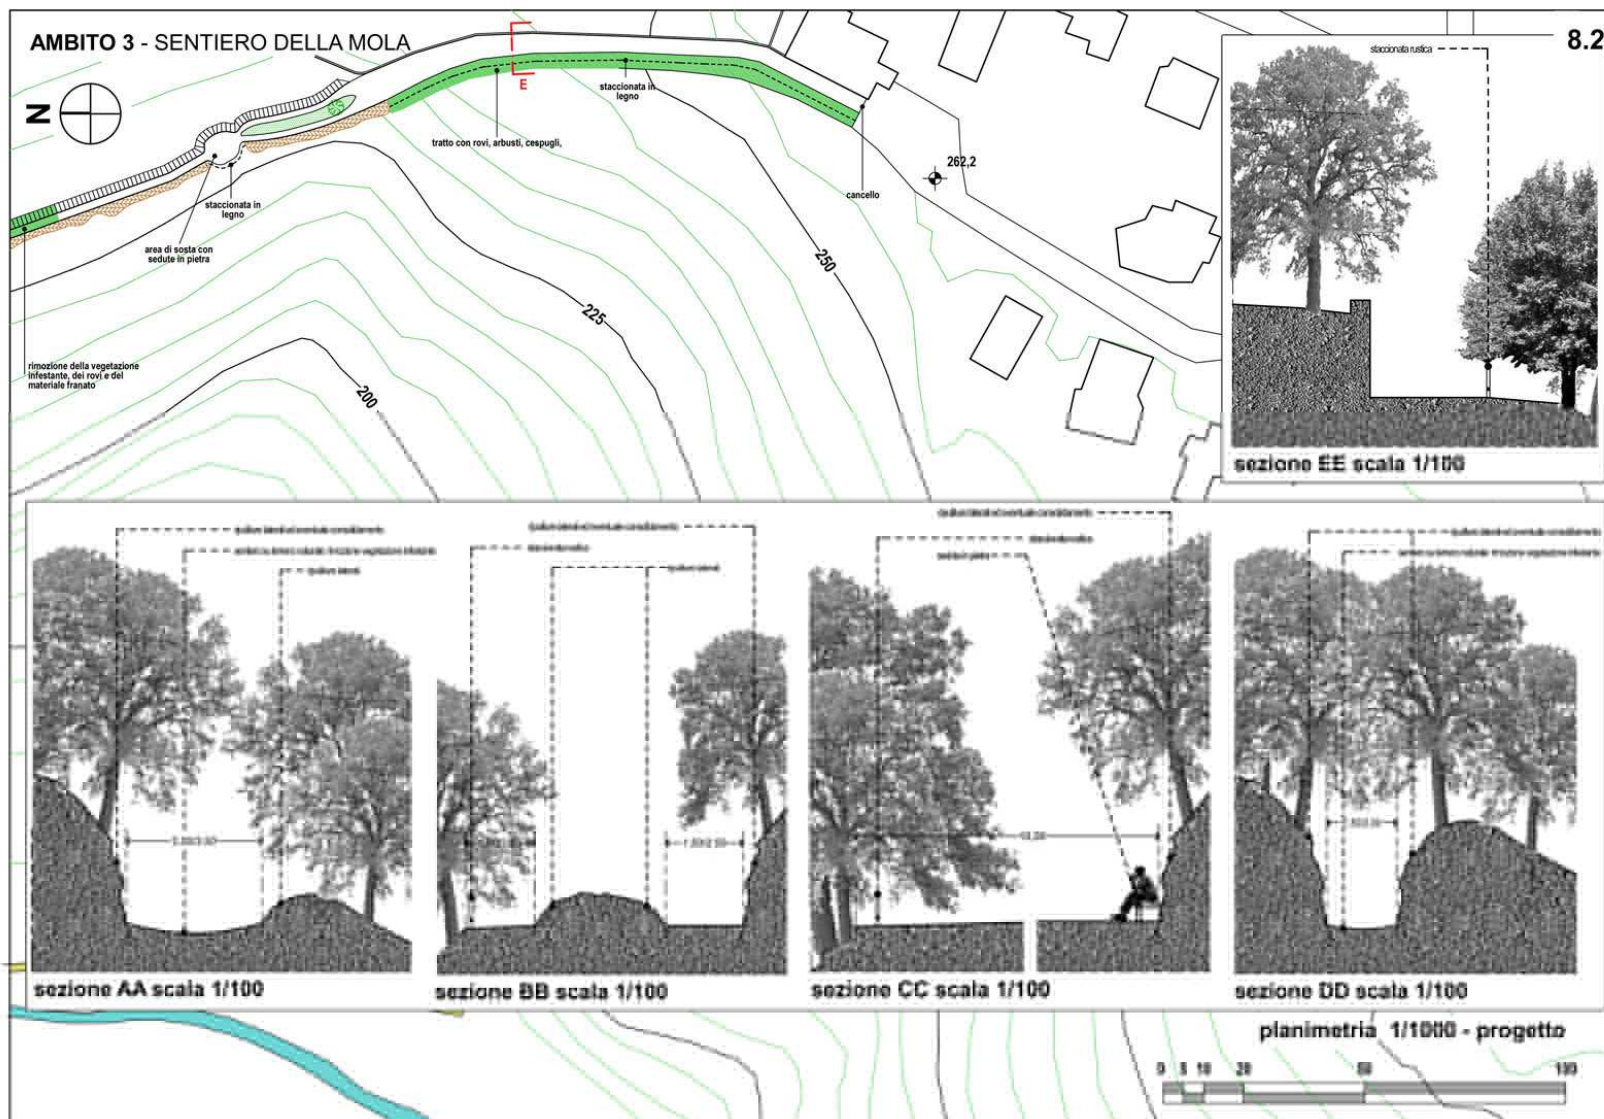 AMBITO 3 - SENTIERO DELLA MOLA
8.2
N
E
staccionata in
legno
tratto con rovi, arbusti, cespugli,
staccionata in
legno
area di sosta con
sedute in pietra
rimozione della vegetazione
infestante, dei rovi e del
materiale franato
cancello
262,2
250
225
200
staccionata rustica
sezione EE scala 1/100
sezione AA scala 1/100
sezione BB scala 1/100
sezione CC scala 1/100
sezione DD scala 1/100
planimetria 1/1000 - progetto
0 5 10 20 50 100